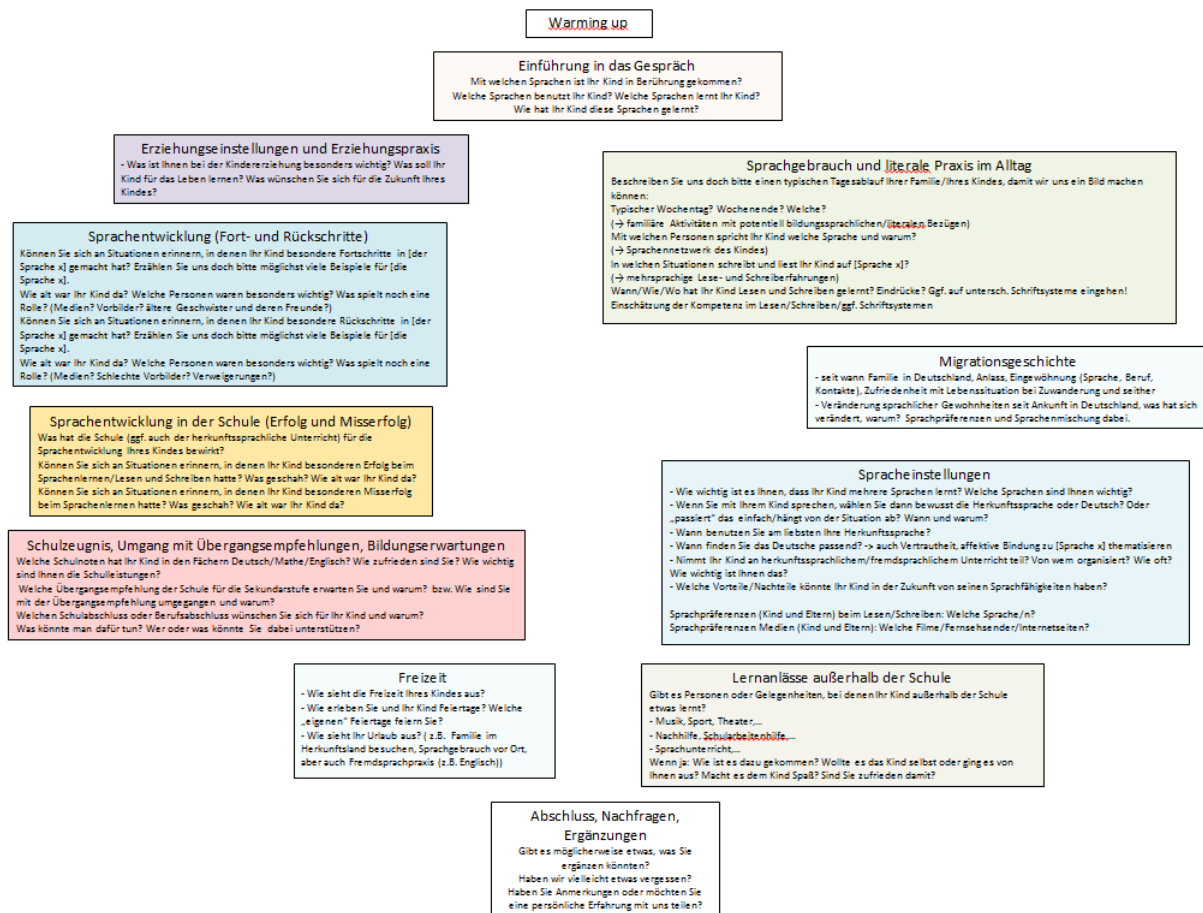 Warming up
Einführung in das Gespräch
Mit welchen Sprachen ist Ihr Kind in Berührung gekommen?
Welche Sprachen benutzt Ihr Kind? Welche Sprachen lernt Ihr Kind?
Wie hat Ihr Kind diese Sprachen gelernt?
Erziehungseinstellungen und Erziehungspraxis
- Was ist Ihnen bei der Kindererziehung besonders wichtig? Was soll Ihr
Kind für das Leben lernen? Was wünschen Sie sich für die Zukunft Ihres
Kindes?
Sprachgebrauch und literale Praxis im Alltag
Beschreiben Sie uns doch bitte einen typischen Tagesablauf Ihrer Familie/Ihres Kindes, damit wir uns ein Bild machen
können:
Typischer Wochentag? Wochenende? Welche?
(→ familiäre Aktivitäten mit potentiell bildungssprachlichen/literalen Bezügen)
Mit welchen Personen spricht Ihr Kind welche Sprache und warum?
(→ Sprachennetzwerk des Kindes)
In welchen Situationen schreibt und liest Ihr Kind auf [Sprache x]?
(→ mehrsprachige Lese- und Schreiberfahrungen)
Wann/Wie/Wo hat Ihr Kind Lesen und Schreiben gelernt? Eindrücke? Ggf. auf untersch. Schriftsysteme eingehen!
Einschätzung der Kompetenz im Lesen/Schreiben/ggf. Schriftsystemen
Sprachentwicklung (Fort- und Rückschritte)
Können Sie sich an Situationen erinnern, in denen Ihr Kind besondere Fortschritte in [der
Sprache x] gemacht hat? Erzählen Sie uns doch bitte möglichst viele Beispiele für [die
Sprache x].
Wie alt war Ihr Kind da? Welche Personen waren besonders wichtig? Was spielt noch eine
Rolle? (Medien? Vorbilder? ältere Geschwister und deren Freunde?)
Können Sie sich an Situationen erinnern, in denen Ihr Kind besondere Rückschritte in [der
Sprache x] gemacht hat? Erzählen Sie uns doch bitte möglichst viele Beispiele für [die
Sprache x].
Wie alt war Ihr Kind da? Welche Personen waren besonders wichtig? Was spielt noch eine
Rolle? (Medien? Schlechte Vorbilder? Verweigerungen?)
Migrationsgeschichte
- seit wann Familie in Deutschland, Anlass, Eingewöhnung (Sprache, Beruf,
Kontakte), Zufriedenheit mit Lebenssituation bei Zuwanderung und seither
- Veränderung sprachlicher Gewohnheiten seit Ankunft in Deutschland, was hat sich
verändert, warum? Sprachpräferenzen und Sprachenmischung dabei.
Sprachentwicklung in der Schule (Erfolg und Misserfolg)
Was hat die Schule (ggf. auch der herkunftssprachliche Unterricht) für die
Sprachentwicklung Ihres Kindes bewirkt?
Können Sie sich an Situationen erinnern, in denen Ihr Kind besonderen Erfolg beim
Sprachenlernen/Lesen und Schreiben hatte? Was geschah? Wie alt war Ihr Kind da?
Können Sie sich an Situationen erinnern, in denen Ihr Kind besonderen Misserfolg
beim Sprachenlernen hatte? Was geschah? Wie alt war Ihr Kind da?
Spracheinstellungen
- Wie wichtig ist es Ihnen, dass Ihr Kind mehrere Sprachen lernt? Welche Sprachen sind Ihnen wichtig?
- Wenn Sie mit Ihrem Kind sprechen, wählen Sie dann bewusst die Herkunftssprache oder Deutsch? Oder
„passiert“ das einfach/hängt von der Situation ab? Wann und warum?
- Wann benutzen Sie am liebsten Ihre Herkunftssprache?
- Wann finden Sie das Deutsche passend? -> auch Vertrautheit, affektive Bindung zu [Sprache x] thematisieren
- Nimmt Ihr Kind an herkunftssprachlichem/fremdsprachlichem Unterricht teil? Von wem organisiert? Wie oft?
Wie wichtig ist Ihnen das?
- Welche Vorteile/Nachteile könnte Ihr Kind in der Zukunft von seinen Sprachfähigkeiten haben?
Sprachpräferenzen (Kind und Eltern) beim Lesen/Schreiben: Welche Sprache/n?
Sprachpräferenzen Medien (Kind und Eltern): Welche Filme/Fernsehsender/Internetseiten?
Schulzeugnis, Umgang mit Übergangsempfehlungen, Bildungserwartungen
Welche Schulnoten hat Ihr Kind in den Fächern Deutsch/Mathe/Englisch? Wie zufrieden sind Sie? Wie wichtig
sind Ihnen die Schulleistungen?
Welche Übergangsempfehlung der Schule für die Sekundarstufe erwarten Sie und warum? bzw. Wie sind Sie
mit der Übergangsempfehlung umgegangen und warum?
Welchen Schulabschluss oder Berufsabschluss wünschen Sie sich für Ihr Kind und warum?
Was könnte man dafür tun? Wer oder was könnte Sie dabei unterstützen?
Freizeit
- Wie sieht die Freizeit Ihres Kindes aus?
- Wie erleben Sie und Ihr Kind Feiertage? Welche
„eigenen“ Feiertage feiern Sie?
- Wie sieht Ihr Urlaub aus? ( z.B. Familie im
Herkunftsland besuchen, Sprachgebrauch vor Ort,
aber auch Fremdsprachpraxis (z.B. Englisch))
Lernanlässe außerhalb der Schule
Gibt es Personen oder Gelegenheiten, bei denen Ihr Kind außerhalb der Schule
etwas lernt?
- Musik, Sport, Theater,...
- Nachhilfe, Schularbeitenhilfe,...
- Sprachunterricht,...
Wenn ja: Wie ist es dazu gekommen? Wollte es das Kind selbst oder ging es von
Ihnen aus? Macht es dem Kind Spaß? Sind Sie zufrieden damit?
Abschluss, Nachfragen,
Ergänzungen
Gibt es möglicherweise etwas, was Sie
ergänzen könnten?
Haben wir vielleicht etwas vergessen?
Haben Sie Anmerkungen oder möchten Sie
eine persönliche Erfahrung mit uns teilen?